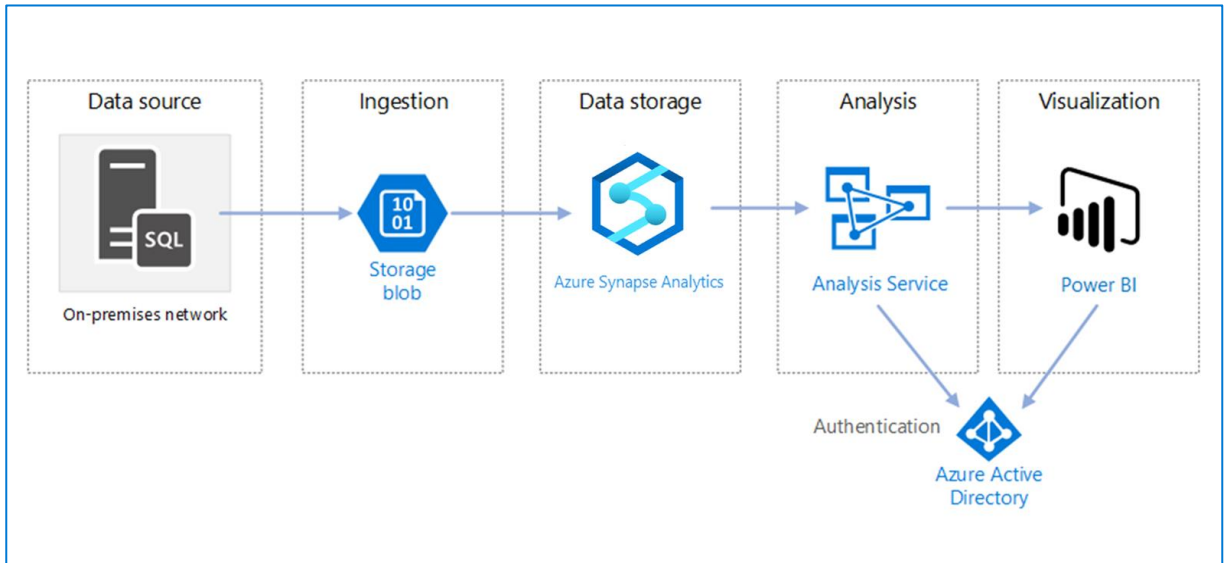 Data source
Ingestion
Data storage
Analysis
Visualization
SQL
On-premises network
10
01
Storage
blob
Azure Synapse Analytics
Analysis Service
Power BI
Authentication
Azure Active
Directory